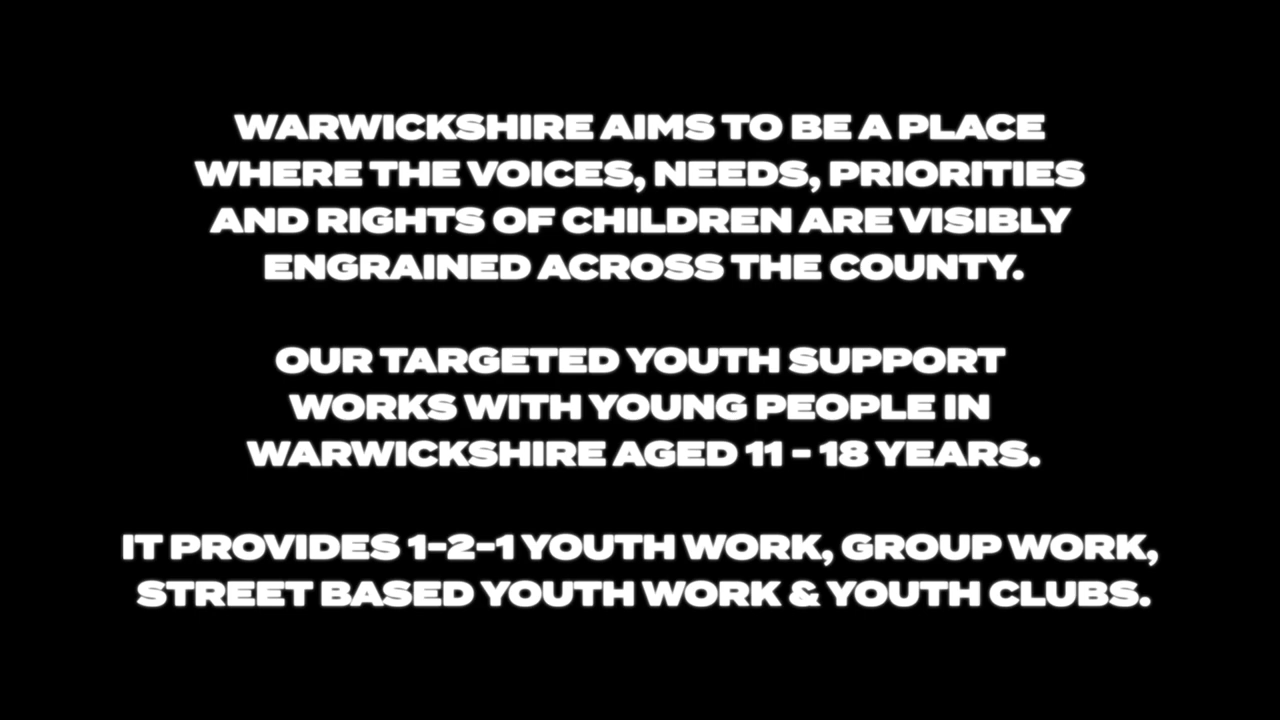 WARWICKSHIRE AIMS TO BE A PLACE
WHERE THE VOICES, NEEDS, PRIORITIES
AND RIGHTS OF CHILDREN ARE VISIBLY
ENGRAINED ACROSS THE COUNTY.
OUR TARGETED YOUTH SUPPORT
WORKS WITH YOUNG PEOPLE IN
WARWICKSHIRE AGED 11 - 18 YEARS.
IT PROVIDES 1-2-1 YOUTH WORK, GROUP WORK,
STREET BASED YOUTH WORK & YOUTH CLUBS.